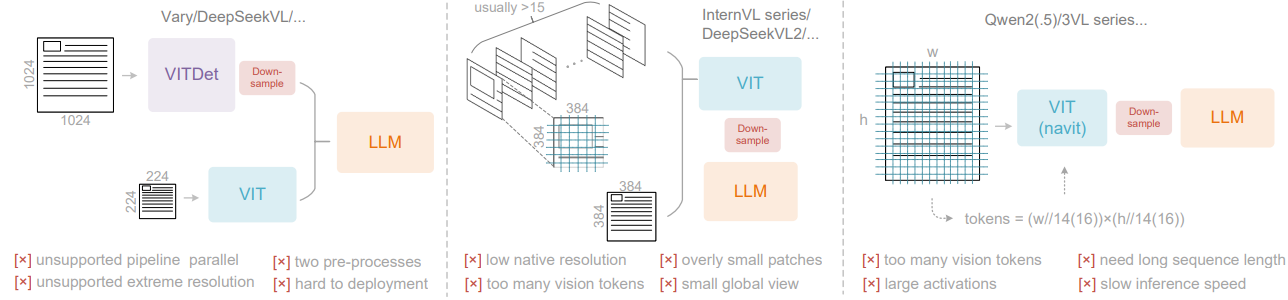 Vary/DeepSeekVL/...
1024
1024
VITDet
Down-
sample
LLM
224
224
VIT
[×] unsupported pipeline parallel
[×] two pre-processes
[×] unsupported extreme resolution
[×] hard to deployment
usually >15
InternVL series/
DeepSeekVL2/...
384
384
384
384
VIT
Down-
sample
LLM
[×] low native resolution
[×] overly small patches
[×] too many vision tokens
[×] small global view
Qwen2(.5)/3VL series...
w
h
VIT
(navit)
Down-
sample
LLM
tokens = (w//14(16))×(h//14(16))
[×] too many vision tokens
[×] need long sequence length
[×] large activations
[×] slow inference speed